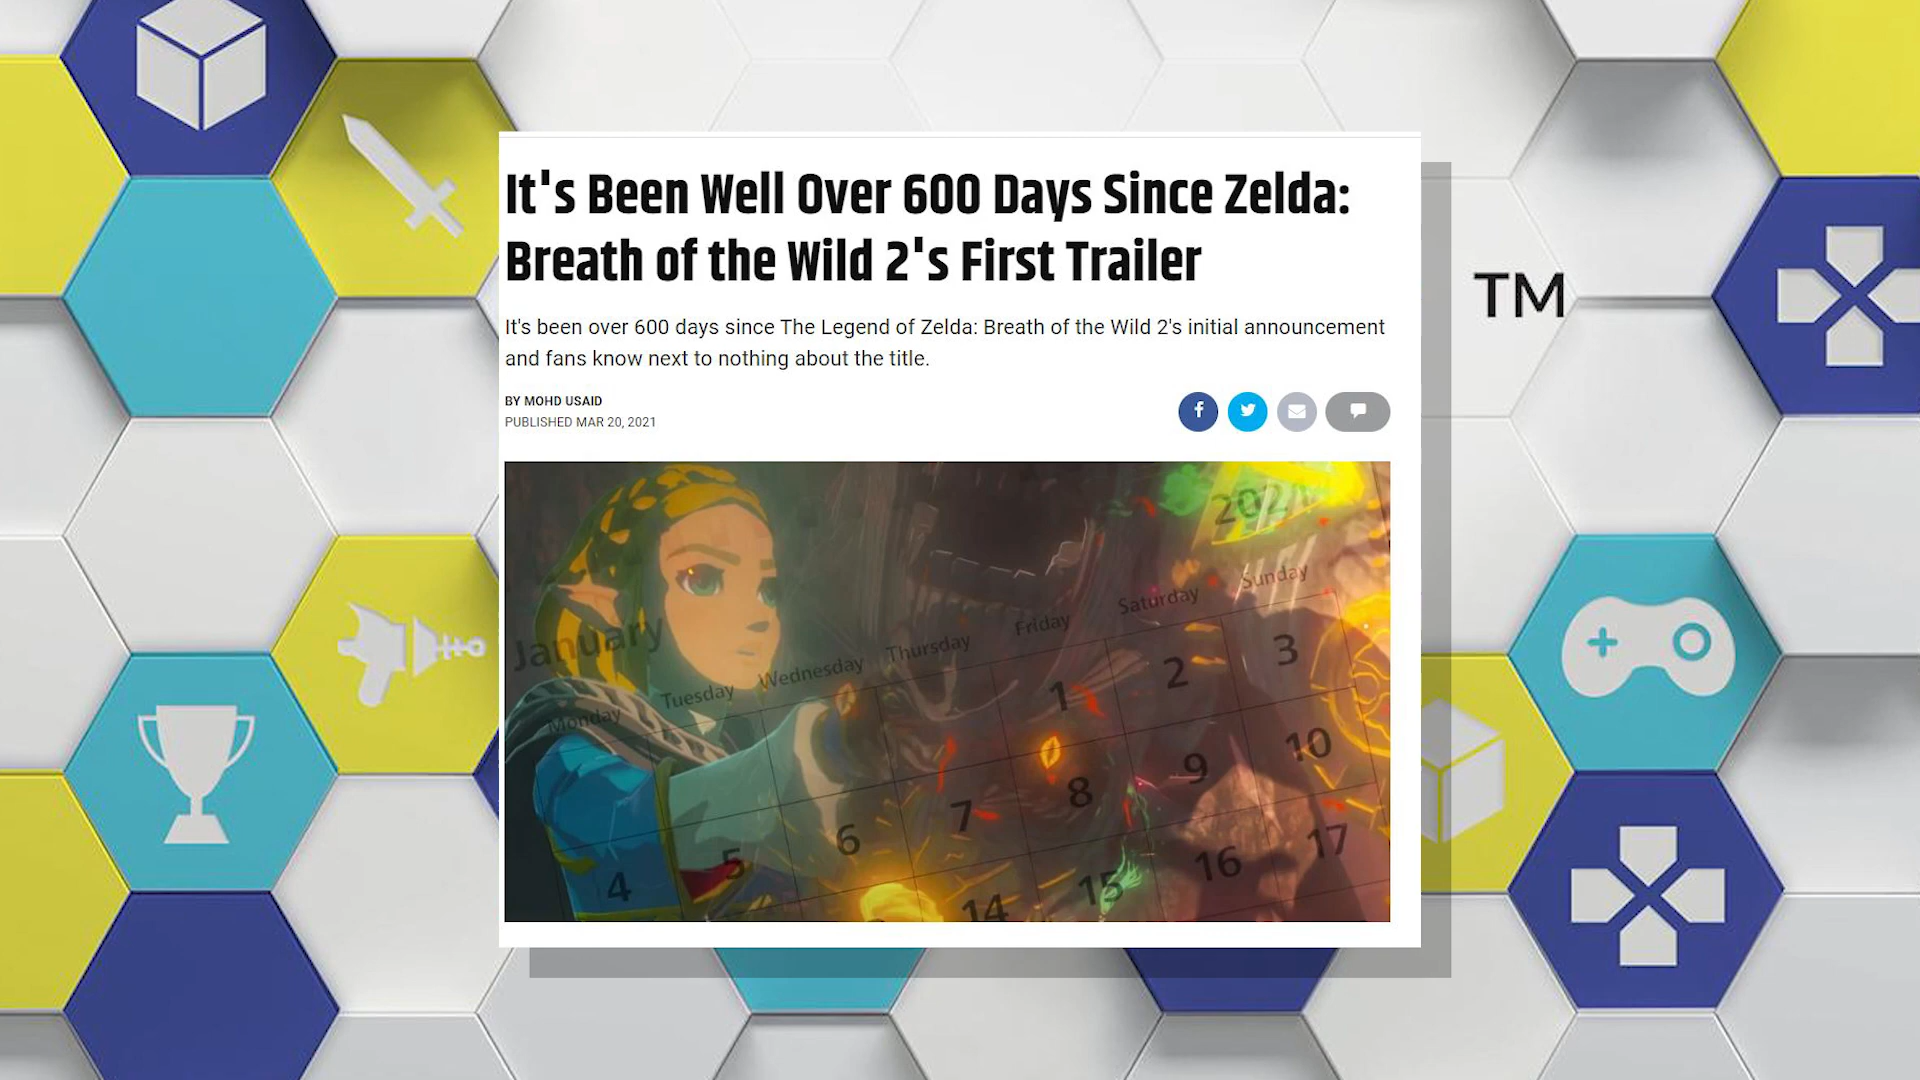 It's Been Well Over 600 Days Since Zelda:
Breath of the Wild 2's First Trailer
It's been over 600 days since The Legend of Zelda: Breath of the Wild 2's initial announcement
and fans know next to nothing about the title.
BY MOHD USAID
PUBLISHED MAR 20, 2021
TM
2021
January
Monday Tuesday Wednesday Thursday Friday Saturday Sunday
1 2 3
4 5 6 7 8 9 10
14 15 16 17